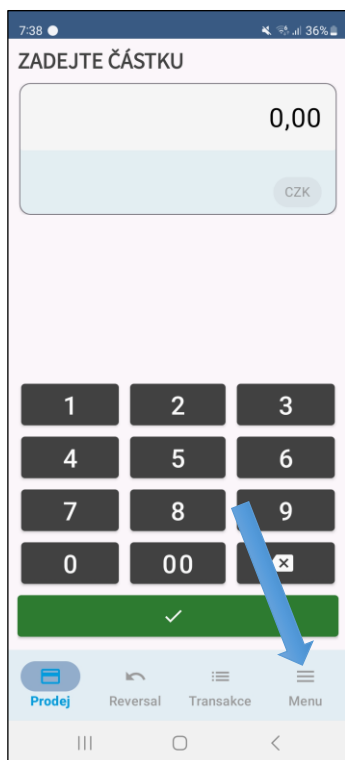 7:38 36%
ZADEJTE ČÁSTKU
0,00
CZK
1 2 3
4 5 6
7 8 9
0 00
Prodej Reversal Transakce Menu